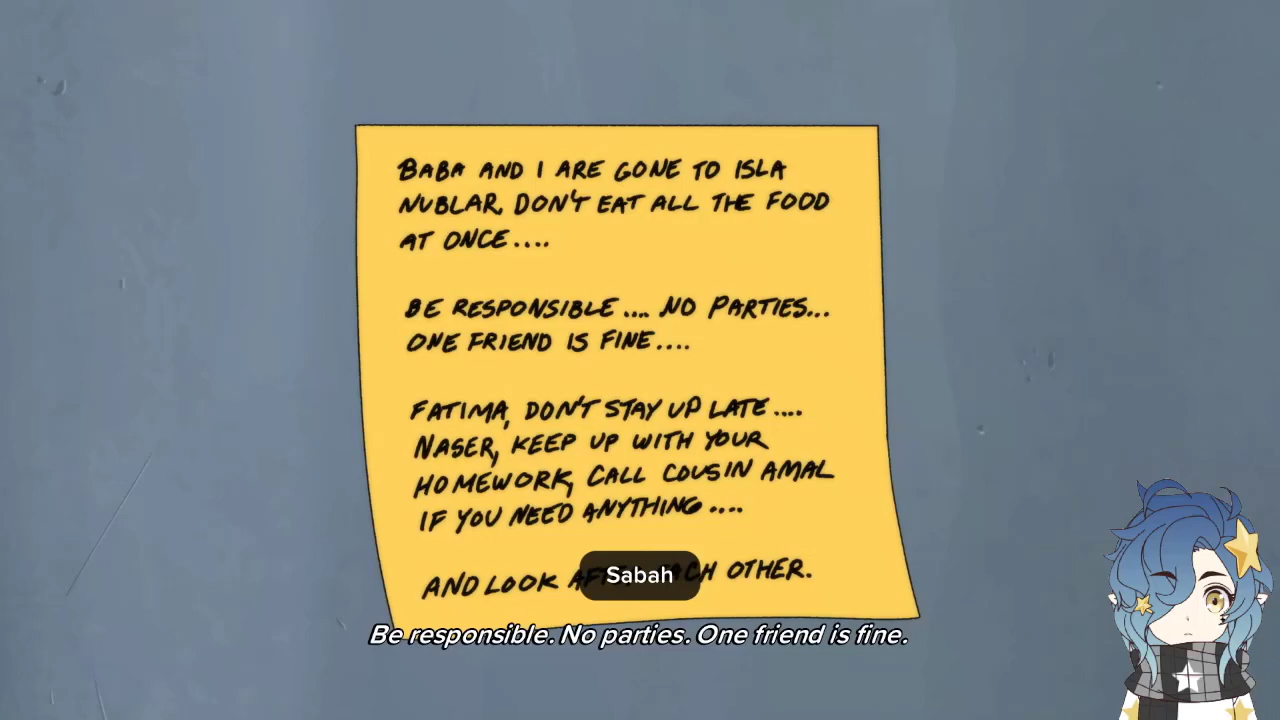 BABA AND I ARE GONE TO ISLA
NUBLAR, DON'T EAT ALL THE FOOD
AT ONCE....
BE RESPONSIBLE.... NO PARTIES...
ONE FRIEND IS FINE....
FATIMA, DON'T STAY UP LATE....
NASER, KEEP UP WITH YOUR
HOMEWORK, CALL COUSIN AMAL
IF YOU NEED ANYTHING....
AND LOOK OTHER.
Sabah
Be responsible. No parties. One friend is fine.